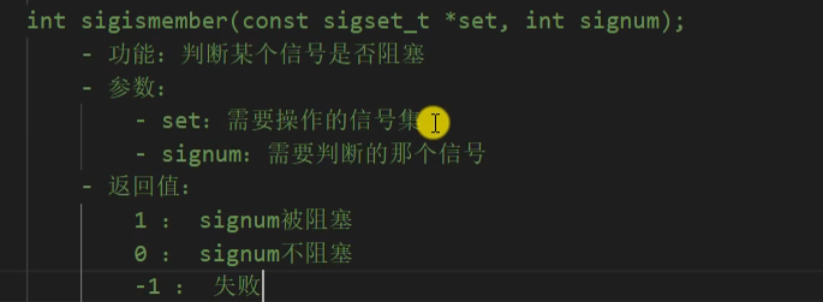 int sigismember(const sigset_t *set, int signum);
- 功能：判断某个信号是否阻塞
- 参数：
- set：需要操作的信号集
- signum：需要判断的那个信号
- 返回值：
1 ： signum被阻塞
0 ： signum不阻塞
-1 ： 失败